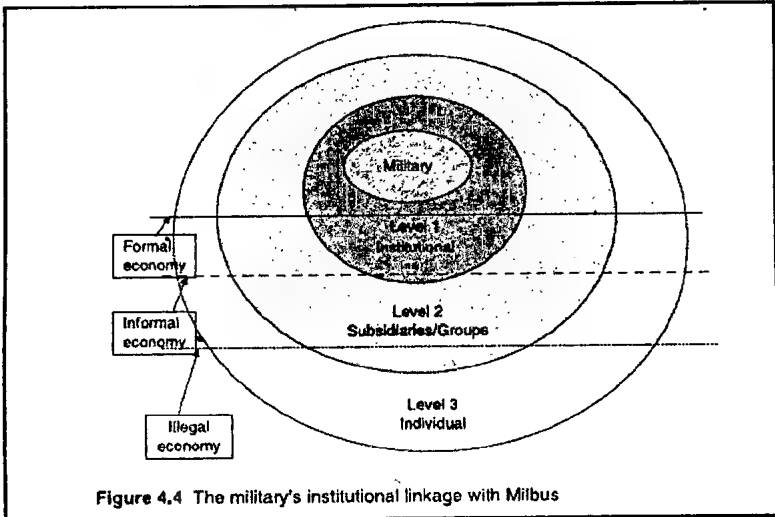 Military
Level 1
Institutional
Formal
economy
Informal
economy
Level 2
Subsidiaries/Groups
Illegal
economy
Level 3
Individual
Figure 4.4 The military's institutional linkage with Milbus